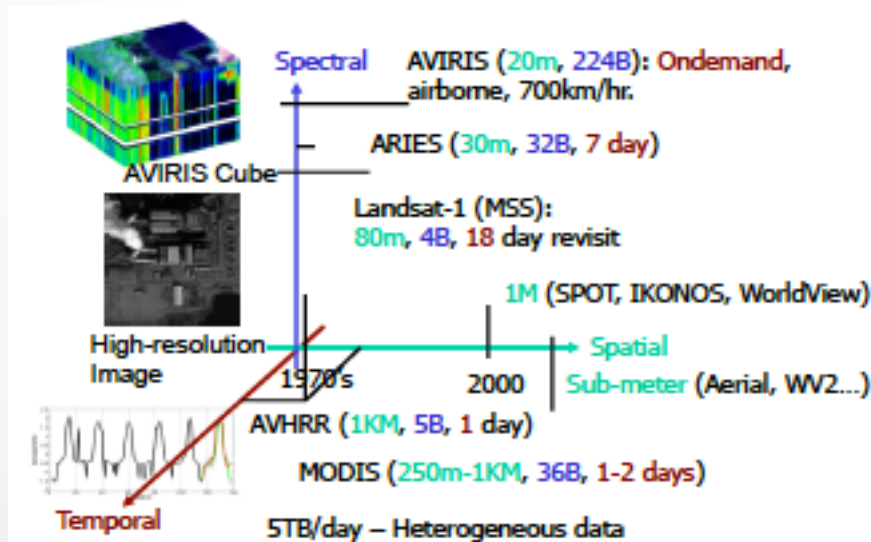 Spectral
AVIRIS (20m, 224B): Ondemand,
airborne, 700km/hr.
ARIES (30m, 32B, 7 day)
AVIRIS Cube
Landsat-1 (MSS):
80m, 4B, 18 day revisit
1M (SPOT, IKONOS, WorldView)
High-resolution
Image
Spatial
1970's
2000
Sub-meter (Aerial, WV2...)
AVHRR (1KM, 5B, 1 day)
MODIS (250m-1KM, 36B, 1-2 days)
Temporal
5TB/day – Heterogeneous data